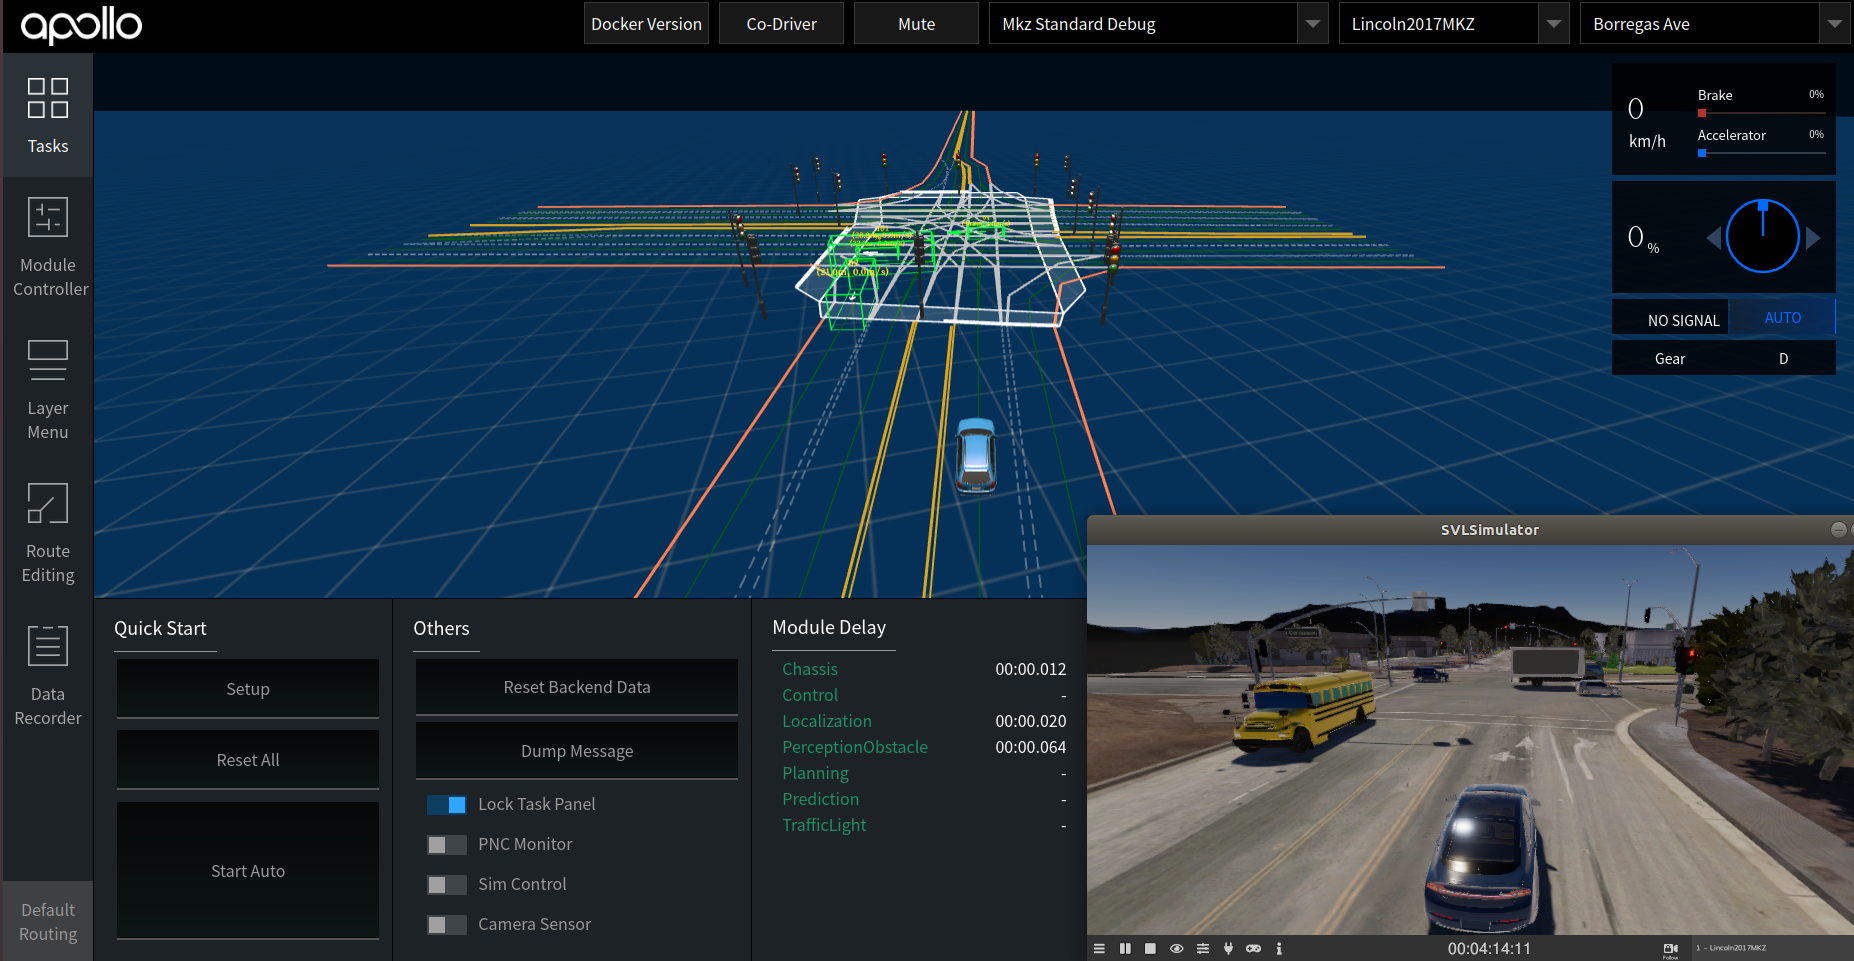 apollo
Docker Version
Co-Driver
Mute
Mkz Standard Debug
Lincoln2017MKZ
Borregas Ave
Tasks
Module
Controller
Layer
Menu
Route
Editing
Data
Recorder
Default
Routing
0
km/h
Brake 0%
Accelerator 0%
0 %
NO SIGNAL AUTO
Gear D
Quick Start
Setup
Reset All
Start Auto
Others
Reset Backend Data
Dump Message
Lock Task Panel
PNC Monitor
Sim Control
Camera Sensor
Module Delay
Chassis 00:00.012
Control -
Localization 00:00.020
PerceptionObstacle 00:00.064
Planning -
Prediction -
TrafficLight -
SVLSimulator
00:04:14:11
Follow
1 - Lincoln2017MKZ